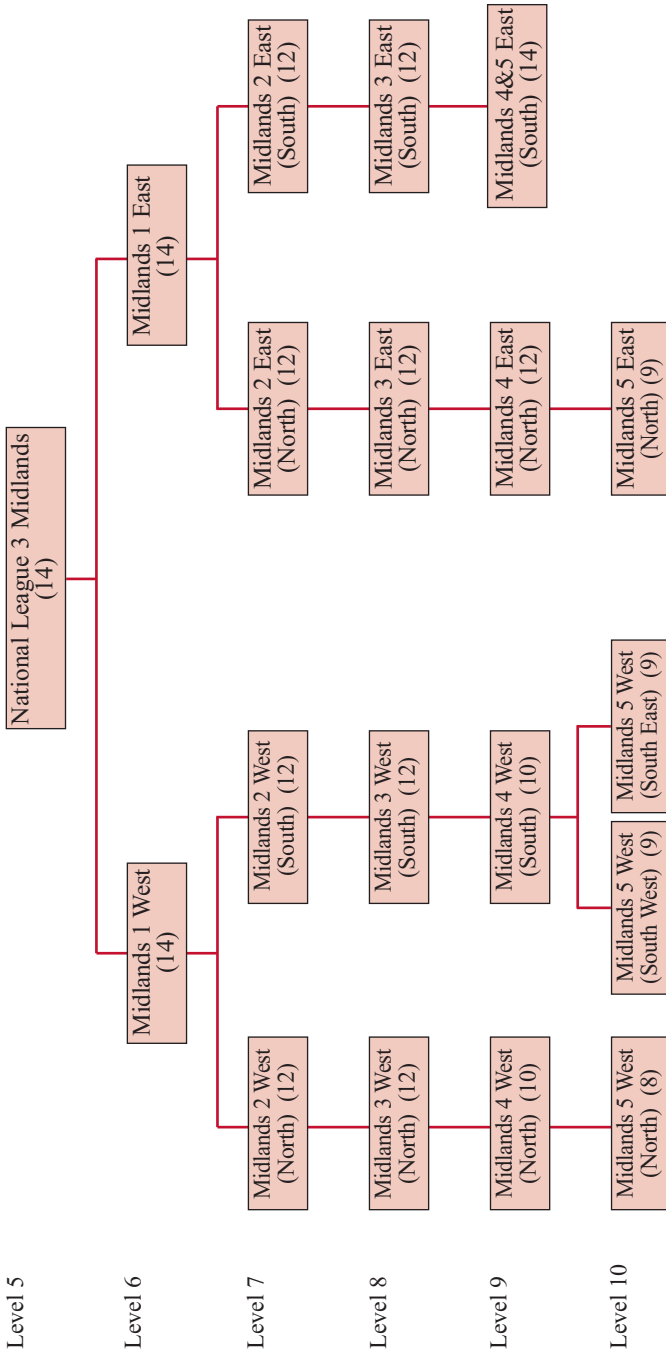 Level 5
National League 3 Midlands
(14)
Level 6
Midlands 1 West
(14)
Midlands 1 East
(14)
Level 7
Midlands 2 West
(North) (12)
Midlands 2 West
(South) (12)
Midlands 2 East
(North) (12)
Midlands 2 East
(South) (12)
Level 8
Midlands 3 West
(North) (12)
Midlands 3 West
(South) (12)
Midlands 3 East
(North) (12)
Midlands 3 East
(South) (12)
Level 9
Midlands 4 West
(North) (10)
Midlands 4 West
(South) (10)
Midlands 4 East
(North) (12)
Midlands 4&5 East
(South) (14)
Level 10
Midlands 5 West
(North) (8)
Midlands 5 West
(South West) (9)
Midlands 5 West
(South East) (9)
Midlands 5 East
(North) (9)